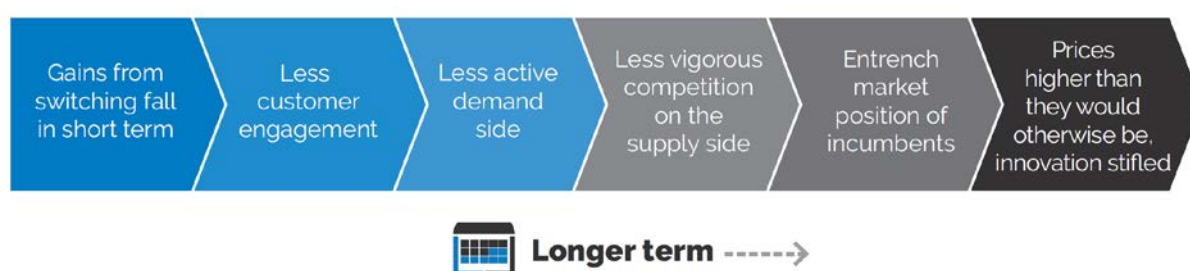 Gains from
switching fall
in short term
Less
customer
engagement
Less active
demand
side
Less vigorous
competition
on the
supply side
Entrench
market
position of
incumbents
Prices
higher than
they would
otherwise be,
innovation stifled
Longer term